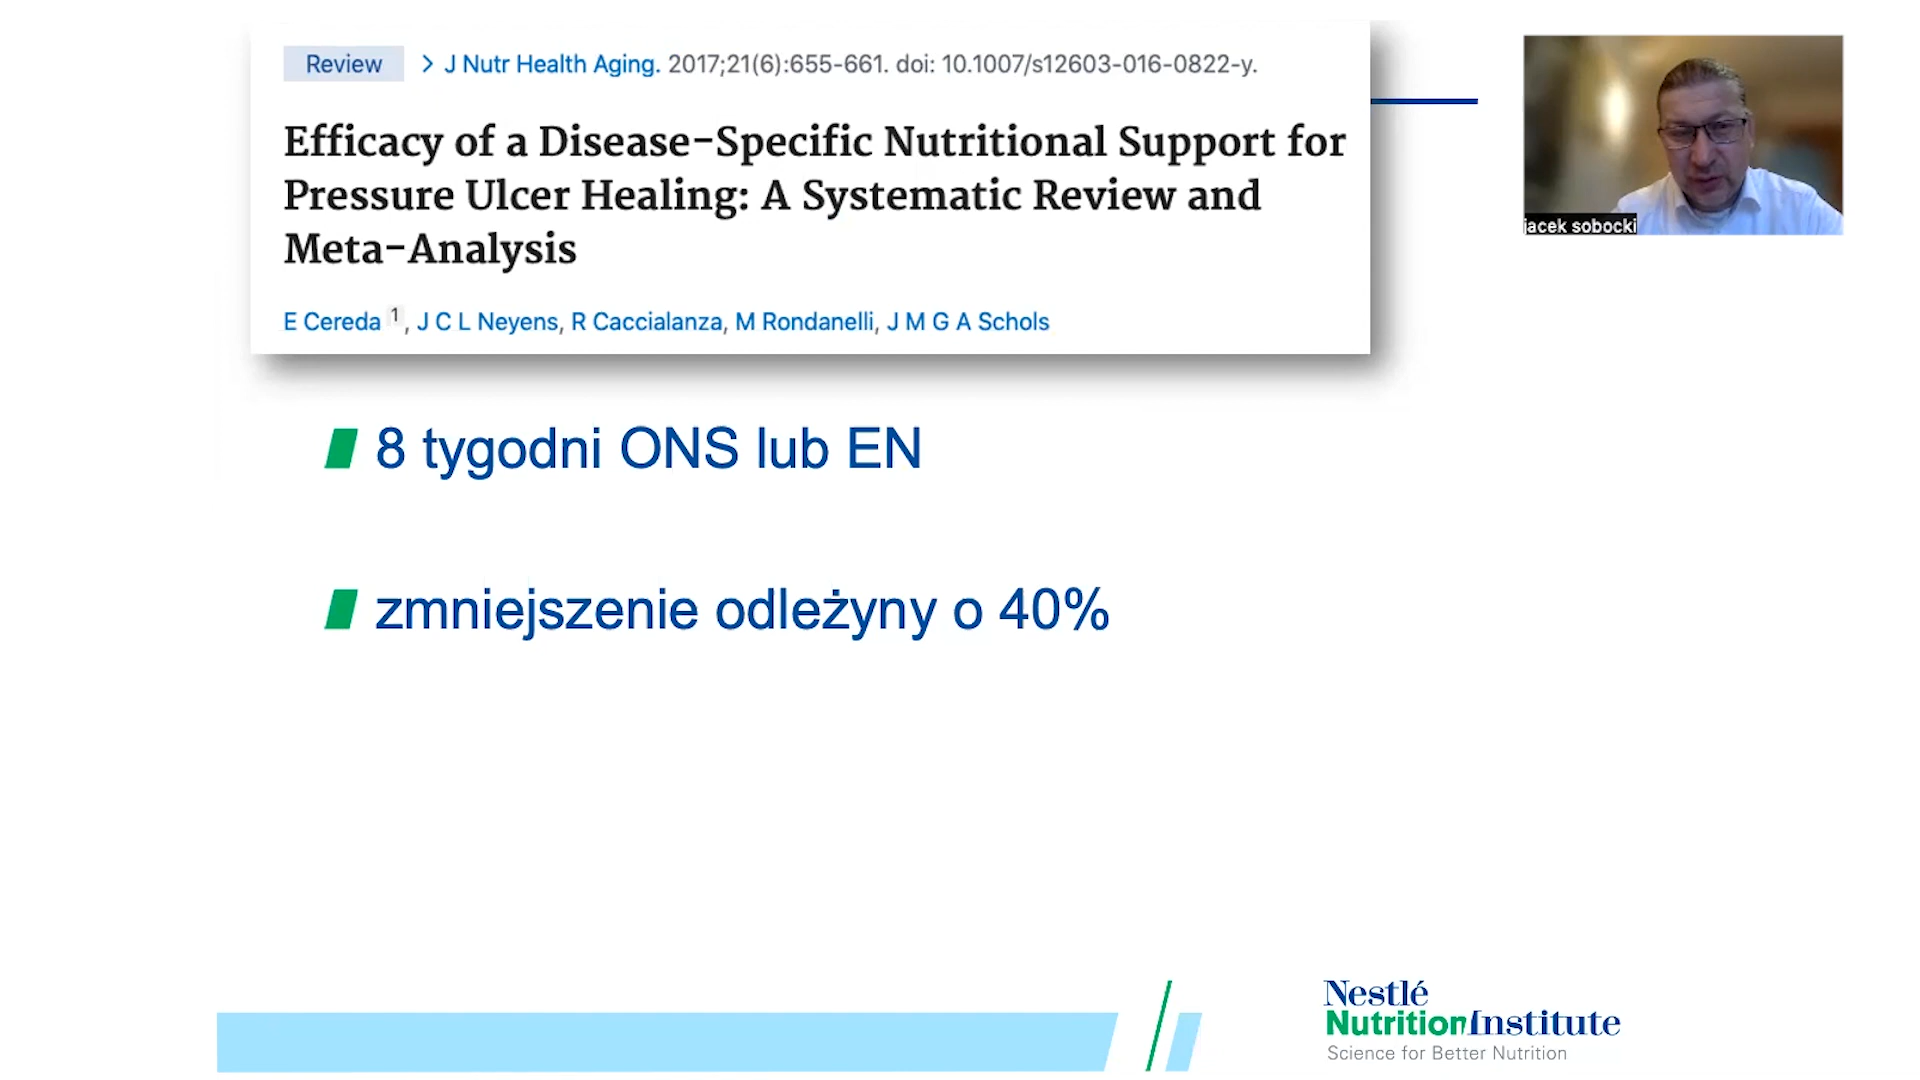 Review > J Nutr Health Aging. 2017;21(6):655-661. doi: 10.1007/s12603-016-0822-y.
Efficacy of a Disease-Specific Nutritional Support for
Pressure Ulcer Healing: A Systematic Review and
Meta-Analysis
E Cereda 1, J C L Neyens, R Caccialanza, M Rondanelli, J M G A Schols
jacek sobocki
8 tygodni ONS lub EN
zmniejszenie odleżyny o 40%
Nestlé
NutritionInstitute
Science for Better Nutrition